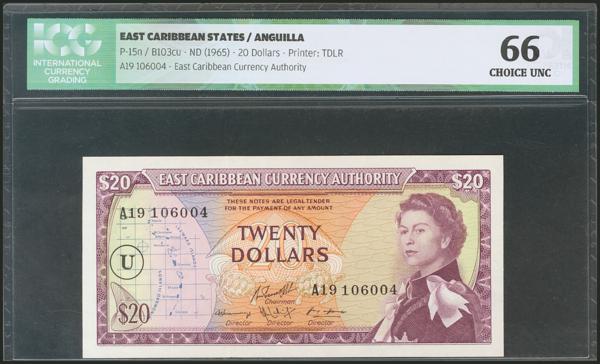 ICG
INTERNATIONAL
CURRENCY
GRADING
EAST CARIBBEAN STATES / ANGUILLA
P-15n / B103cu - ND (1965) - 20 Dollars - Printer: TDLR
A19 106004 - East Caribbean Currency Authority
66
CHOICE UNC
$20 EAST CARIBBEAN CURRENCY AUTHORITY $20
THESE NOTES ARE LEGAL TENDER
FOR THE PAYMENT OF ANY AMOUNT
A19 106004
TWENTY
DOLLARS
U
A19 106004
Chairman
$20
Director Director Director